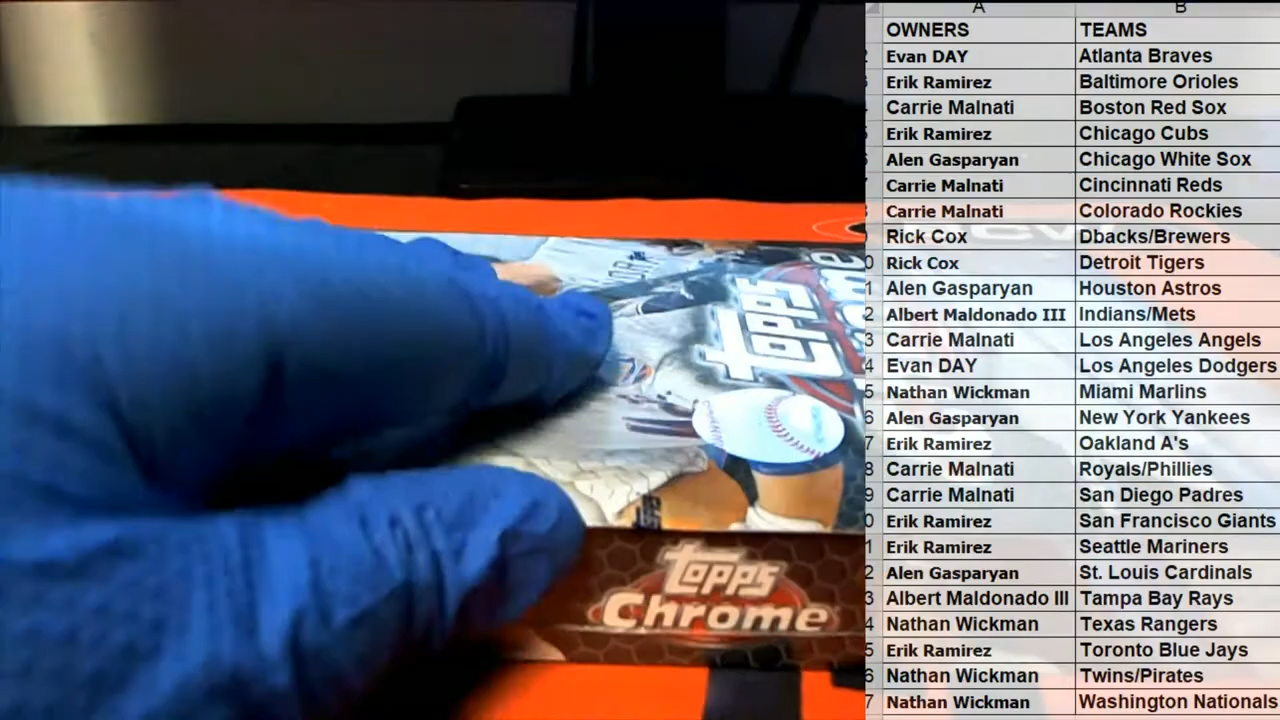 A B
OWNERS TEAMS
Evan DAY Atlanta Braves
Erik Ramirez Baltimore Orioles
Carrie Malnati Boston Red Sox
Erik Ramirez Chicago Cubs
Alen Gasparyan Chicago White Sox
Carrie Malnati Cincinnati Reds
Carrie Malnati Colorado Rockies
Rick Cox Dbacks/Brewers
Rick Cox Detroit Tigers
Alen Gasparyan Houston Astros
Albert Maldonado III Indians/Mets
Carrie Malnati Los Angeles Angels
Evan DAY Los Angeles Dodgers
Nathan Wickman Miami Marlins
Alen Gasparyan New York Yankees
Erik Ramirez Oakland A's
Carrie Malnati Royals/Phillies
Carrie Malnati San Diego Padres
Erik Ramirez San Francisco Giants
Erik Ramirez Seattle Mariners
Alen Gasparyan St. Louis Cardinals
Albert Maldonado III Tampa Bay Rays
Nathan Wickman Texas Rangers
Erik Ramirez Toronto Blue Jays
Nathan Wickman Twins/Pirates
Nathan Wickman Washington Nationals
Topps
Topps
Chrome